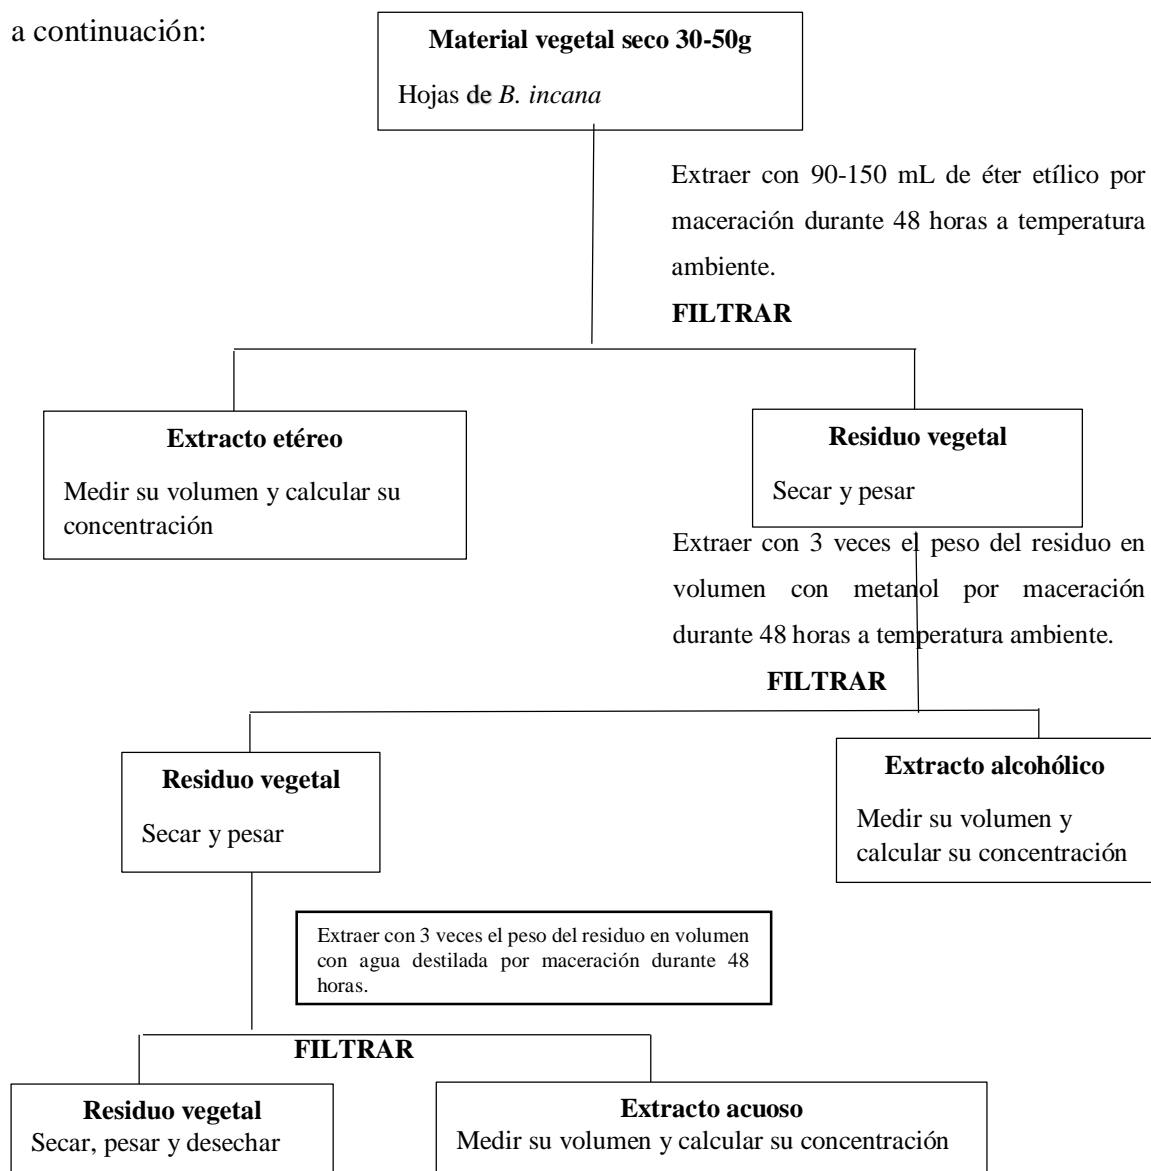 a continuación:
Material vegetal seco 30-50g
Hojas de B. incana
Extraer con 90-150 mL de éter etílico por
maceración durante 48 horas a temperatura
ambiente.
FILTRAR
Extracto etéreo
Medir su volumen y calcular su
concentración
Residuo vegetal
Secar y pesar
Extraer con 3 veces el peso del residuo en
volumen con metanol por maceración
durante 48 horas a temperatura ambiente.
FILTRAR
Residuo vegetal
Secar y pesar
Extracto alcohólico
Medir su volumen y
calcular su concentración
Extraer con 3 veces el peso del residuo en volumen
con agua destilada por maceración durante 48
horas.
FILTRAR
Residuo vegetal
Secar, pesar y desechar
Extracto acuoso
Medir su volumen y calcular su concentración